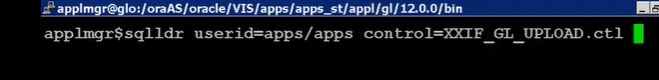 applmgr@glo:/oraAS/oracle/VIS/apps/apps_st/appl/gl/12.0.0/bin
applmgr$sqlldr userid=apps/apps control=XXIF_GL_UPLOAD.ctl